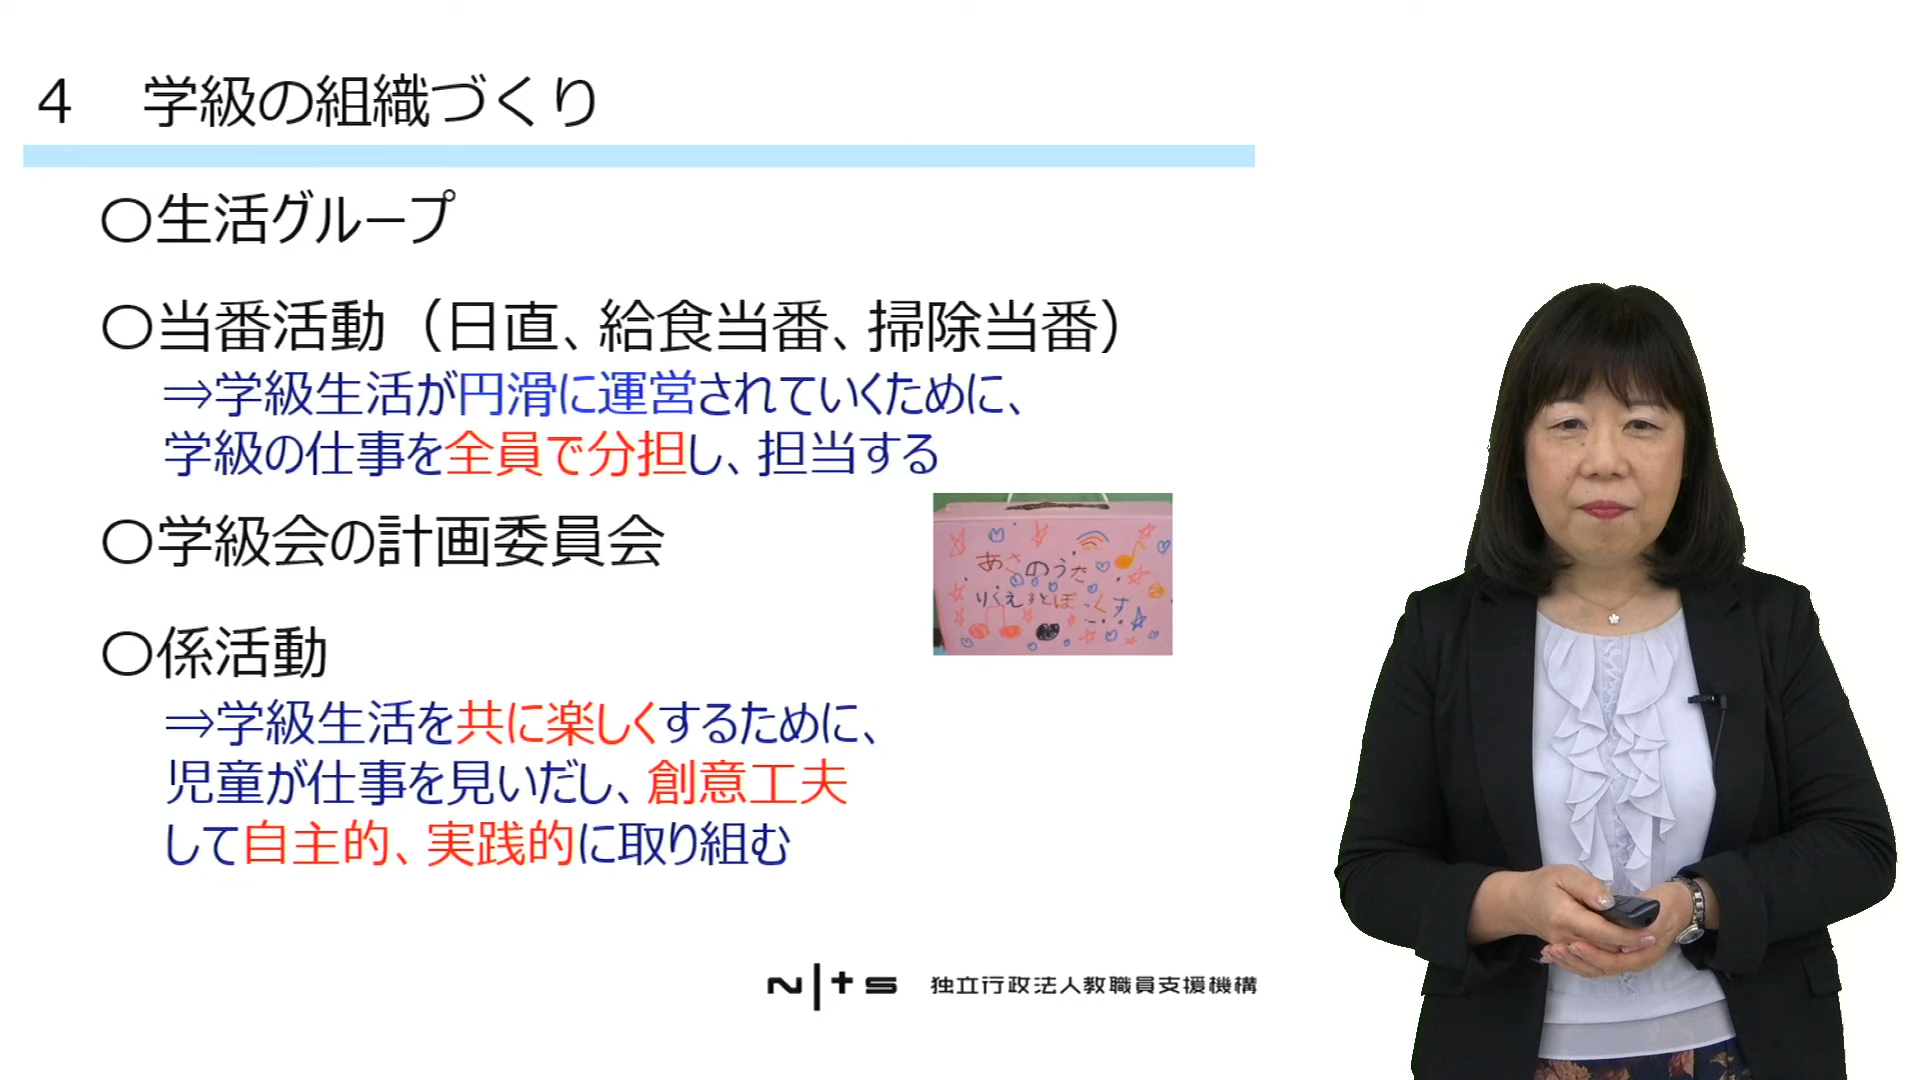 ４　学級の組織づくり
○生活グループ
○当番活動（日直、給食当番、掃除当番）
⇒学級生活が円滑に運営されていくために、
学級の仕事を全員で分担し、担当する
○学級会の計画委員会
あさのうた
りくえすとぼっくす
○係活動
⇒学級生活を共に楽しくするために、
児童が仕事を見いだし、創意工夫
して自主的、実践的に取り組む
NITS 独立行政法人教職員支援機構